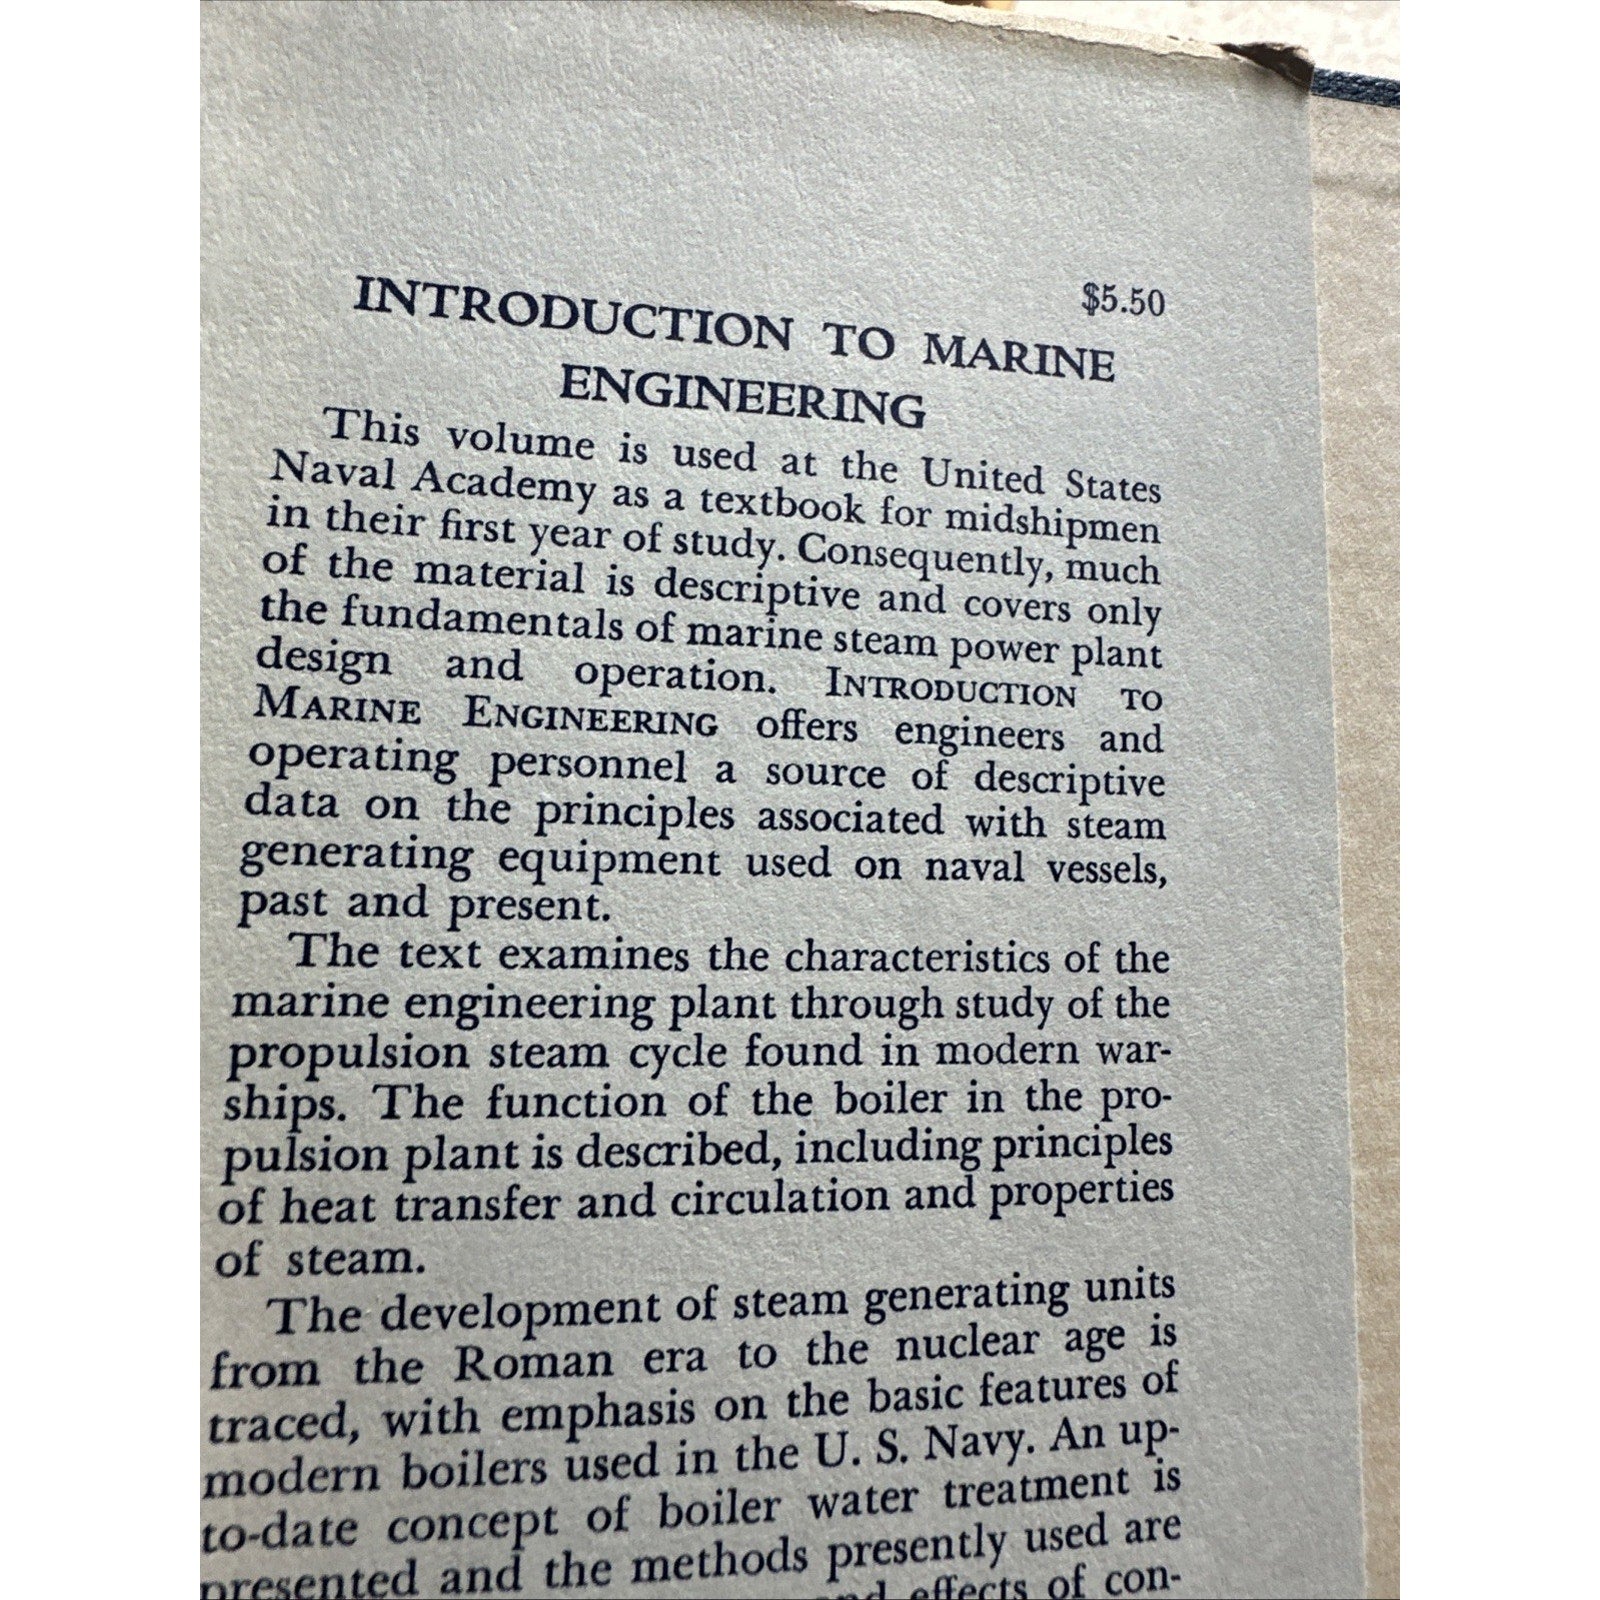 $5.50
INTRODUCTION TO MARINE
ENGINEERING
This volume is used at the United States
Naval Academy as a textbook for midshipmen
in their first year of study. Consequently, much
of the material is descriptive and covers only
the fundamentals of marine steam power plant
design and operation. INTRODUCTION TO
MARINE ENGINEERING offers engineers and
operating personnel a source of descriptive
data on the principles associated with steam
generating equipment used on naval vessels,
past and present.
The text examines the characteristics of the
marine engineering plant through study of the
propulsion steam cycle found in modern war-
ships. The function of the boiler in the pro-
pulsion plant is described, including principles
of heat transfer and circulation and properties
of steam.
The development of steam generating units
from the Roman era to the nuclear age is
traced, with emphasis on the basic features of
modern boilers used in the U. S. Navy. An up-
to-date concept of boiler water treatment is
presented and the methods presently used are
and effects of con-